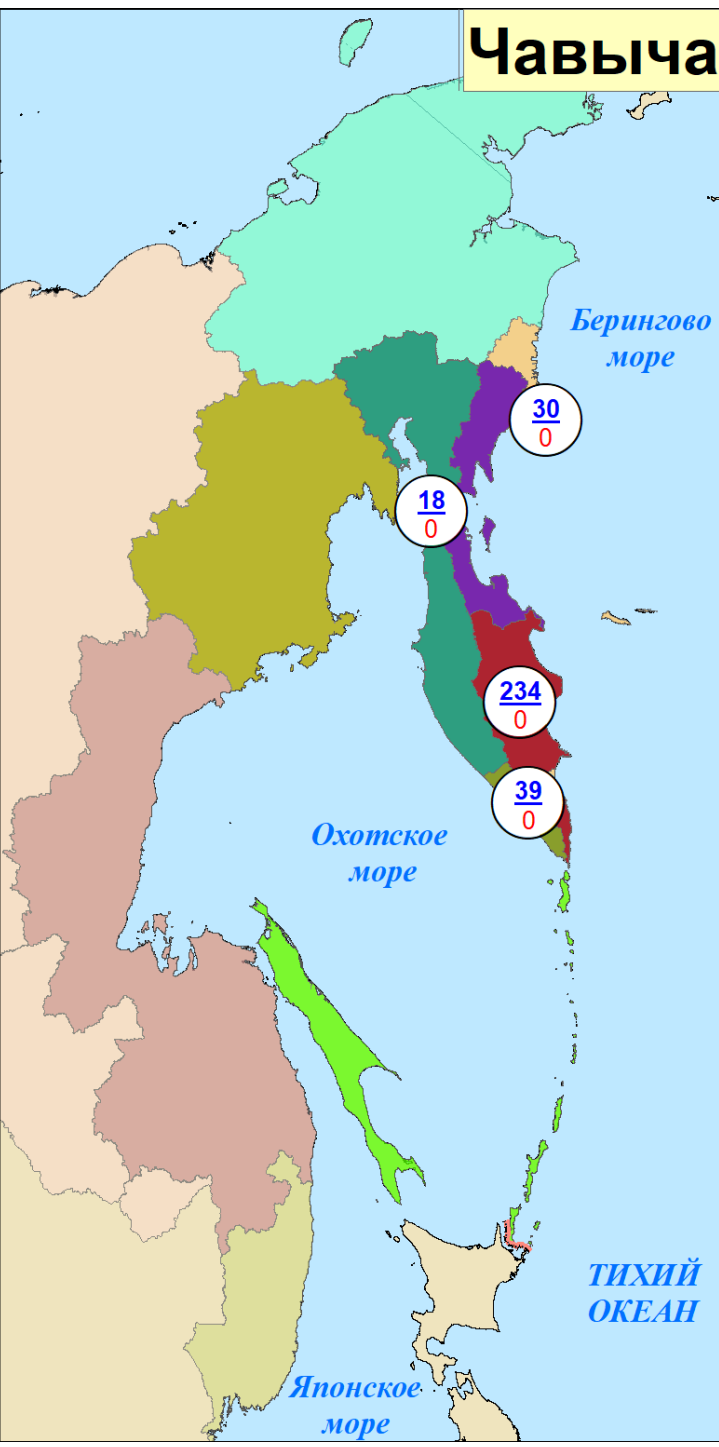 Чавыча
Берингово
море
30
0
18
0
234
0
39
0
Охотское
море
ТИХИЙ
ОКЕАН
Японское
море